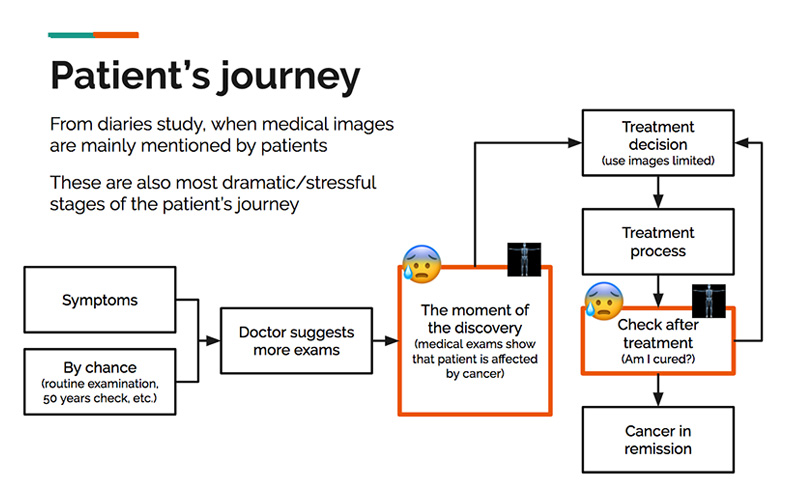 Patient’s journey
From diaries study, when medical images
are mainly mentioned by patients
These are also most dramatic/stressful
stages of the patient’s journey
Symptoms
By chance
(routine examination,
50 years check, etc.)
Doctor suggests
more exams
The moment of
the discovery
(medical exams show
that patient is affected
by cancer)
Treatment
decision
(use images limited)
Treatment
process
Check after
treatment
(Am I cured?)
Cancer in
remission